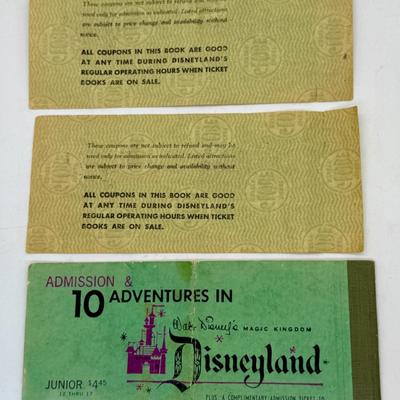 These coupons are not subject to refund and may be
used only for admission as indicated. Listed attractions
are subject to price change and availability without
notice.
ALL COUPONS IN THIS BOOK ARE GOOD
AT ANY TIME DURING DISNEYLAND'S
REGULAR OPERATING HOURS WHEN TICKET
BOOKS ARE ON SALE.
These coupons are not subject to refund and may be
used only for admission as indicated. Listed attractions
are subject to price change and availability without
notice.
ALL COUPONS IN THIS BOOK ARE GOOD
AT ANY TIME DURING DISNEYLAND'S
REGULAR OPERATING HOURS WHEN TICKET
BOOKS ARE ON SALE.
ADMISSION &
10 ADVENTURES IN
Walt Disney's MAGIC KINGDOM
Disneyland
JUNIOR $4.45
12 THRU 17
PLUS A COMPLIMENTARY ADMISSION TICKET TO